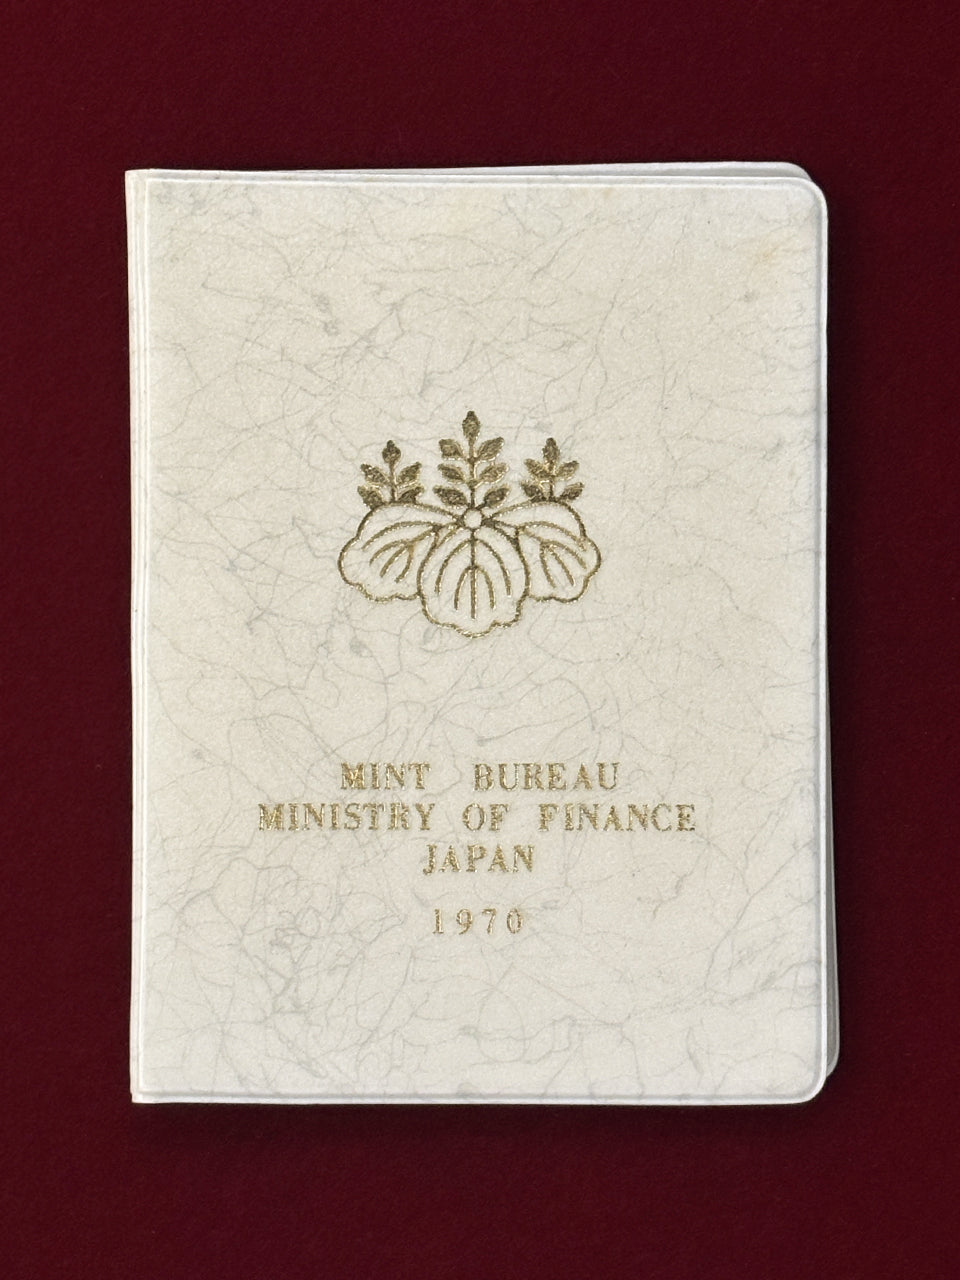 MINT BUREAU
MINISTRY OF FINANCE
JAPAN
1970